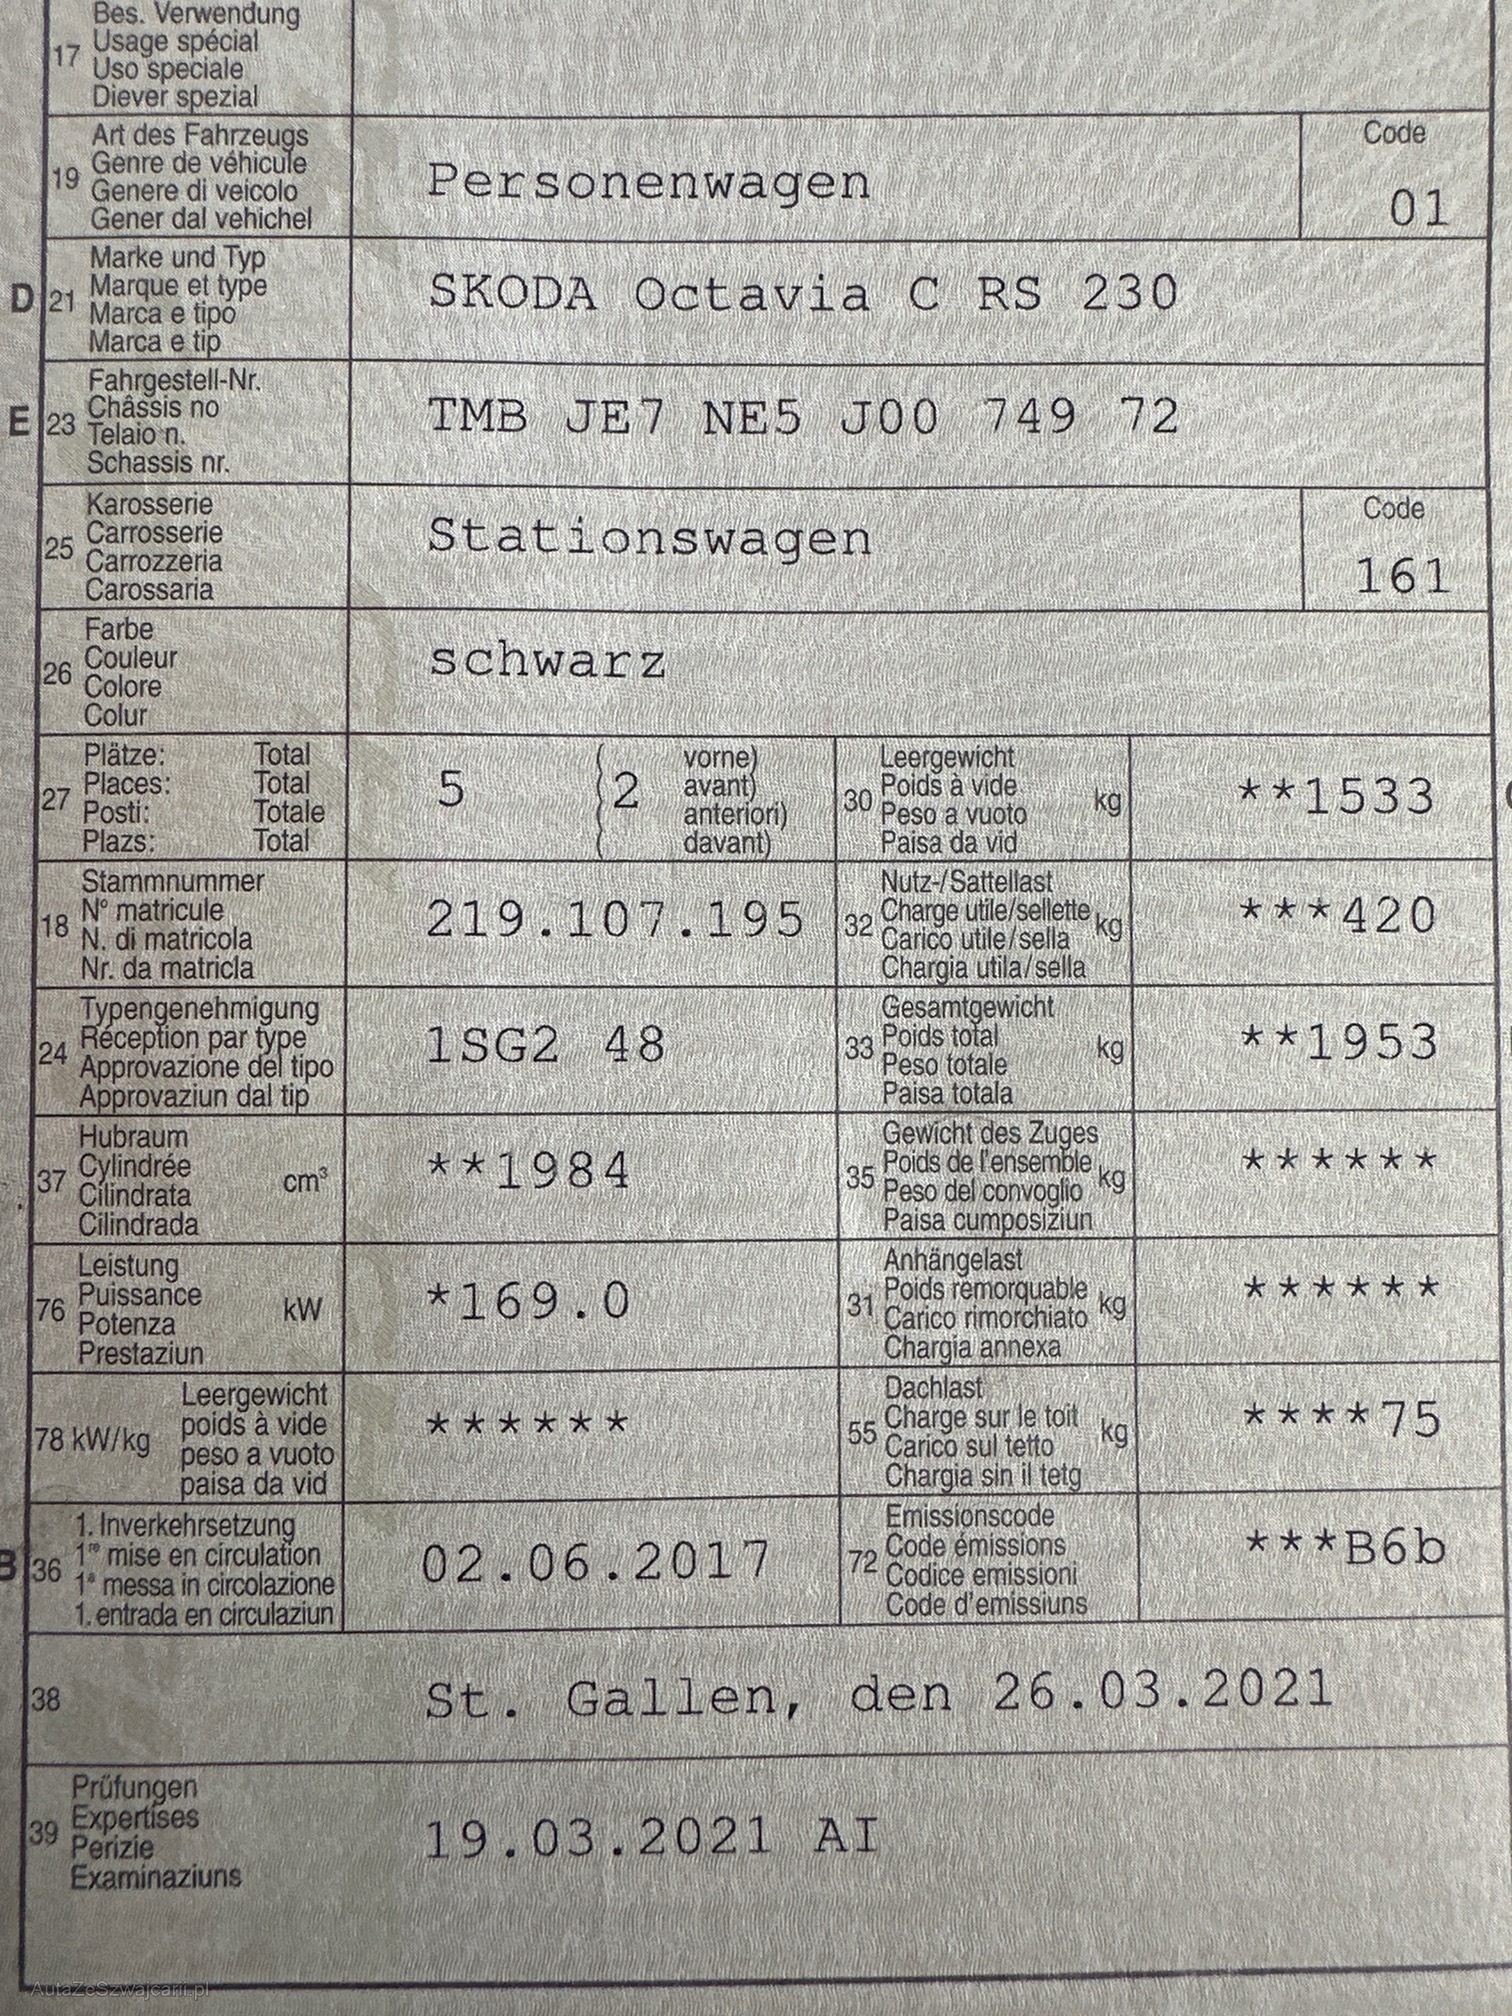 17 Bes. Verwendung
Usage spécial
Uso speciale
Diever spezial
19 Art des Fahrzeugs
Genre de véhicule
Genere di veicolo
Gener dal vehichel
Personenwagen
Code
01
D 21 Marke und Typ
Marque et type
Marca e tipo
Marca e tip
SKODA Octavia C RS 230
E 23 Fahrgestell-Nr.
Châssis no
Telaio n.
Schassis nr.
TMB JE7 NE5 J00 749 72
25 Karosserie
Carrosserie
Carrozzeria
Carossaria
Stationswagen
Code
161
26 Farbe
Couleur
Colore
Colur
schwarz
27 Plätze: Total
Places: Total
Posti: Totale
Plazs: Total
5 2 vorne)
avant)
anteriori)
davant)
30 Leergewicht
Poids à vide
Peso a vuoto
Paisa da vid
kg
**1533
18 Stammnummer
N° matricule
N. di matricola
Nr. da matricla
219.107.195
32 Nutz-/Sattellast
Charge utile/sellette
Carico utile/sella
Chargia utila/sella
kg
***420
24 Typengenehmigung
Réception par type
Approvazione del tipo
Approvaziun dal tip
1SG2 48
33 Gesamtgewicht
Poids total
Peso totale
Paisa totala
kg
**1953
37 Hubraum
Cylindrée
Cilindrata
Cilindrada
cm³
**1984
35 Gewicht des Zuges
Poids de l'ensemble
Peso del convoglio
Paisa cumposiziun
kg
******
76 Leistung
Puissance
Potenza
Prestaziun
kW
*169.0
31 Anhängelast
Poids remorquable
Carico rimorchiato
Chargia annexa
kg
******
78 kW/kg Leergewicht
poids à vide
peso a vuoto
paisa da vid
******
55 Dachlast
Charge sur le toit
Carico sul tetto
Chargia sin il tetg
kg
****75
B 36 1. Inverkehrsetzung
1re mise en circulation
1a messa in circolazione
1. entrada en circulaziun
02.06.2017
72 Emissionscode
Code émissions
Codice emissioni
Code d'emissiuns
***B6b
38 St. Gallen, den 26.03.2021
39 Prüfungen
Expertises
Perizie
Examinaziuns
19.03.2021 AI
AutaZeSzwajcarii.pl